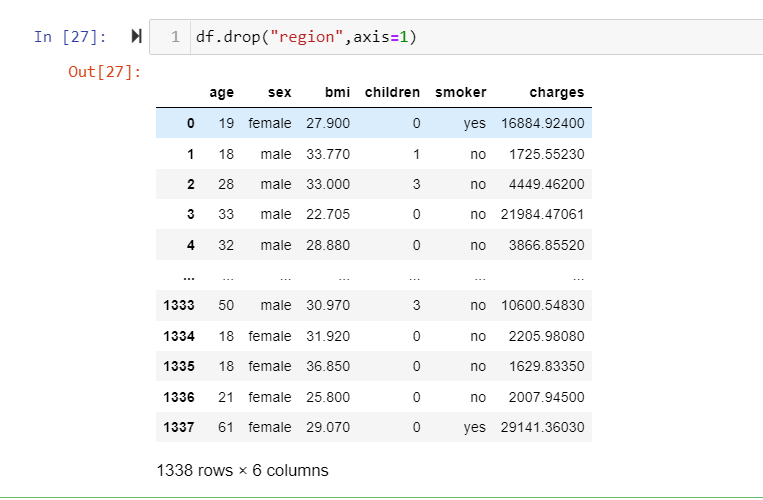 In [27]: 1 df.drop("region",axis=1)
Out[27]:
age sex bmi children smoker charges
0 19 female 27.900 0 yes 16884.92400
1 18 male 33.770 1 no 1725.55230
2 28 male 33.000 3 no 4449.46200
3 33 male 22.705 0 no 21984.47061
4 32 male 28.880 0 no 3866.85520
... ... ... ... ... ... ...
1333 50 male 30.970 3 no 10600.54830
1334 18 female 31.920 0 no 2205.98080
1335 18 female 36.850 0 no 1629.83350
1336 21 female 25.800 0 no 2007.94500
1337 61 female 29.070 0 yes 29141.36030
1338 rows × 6 columns